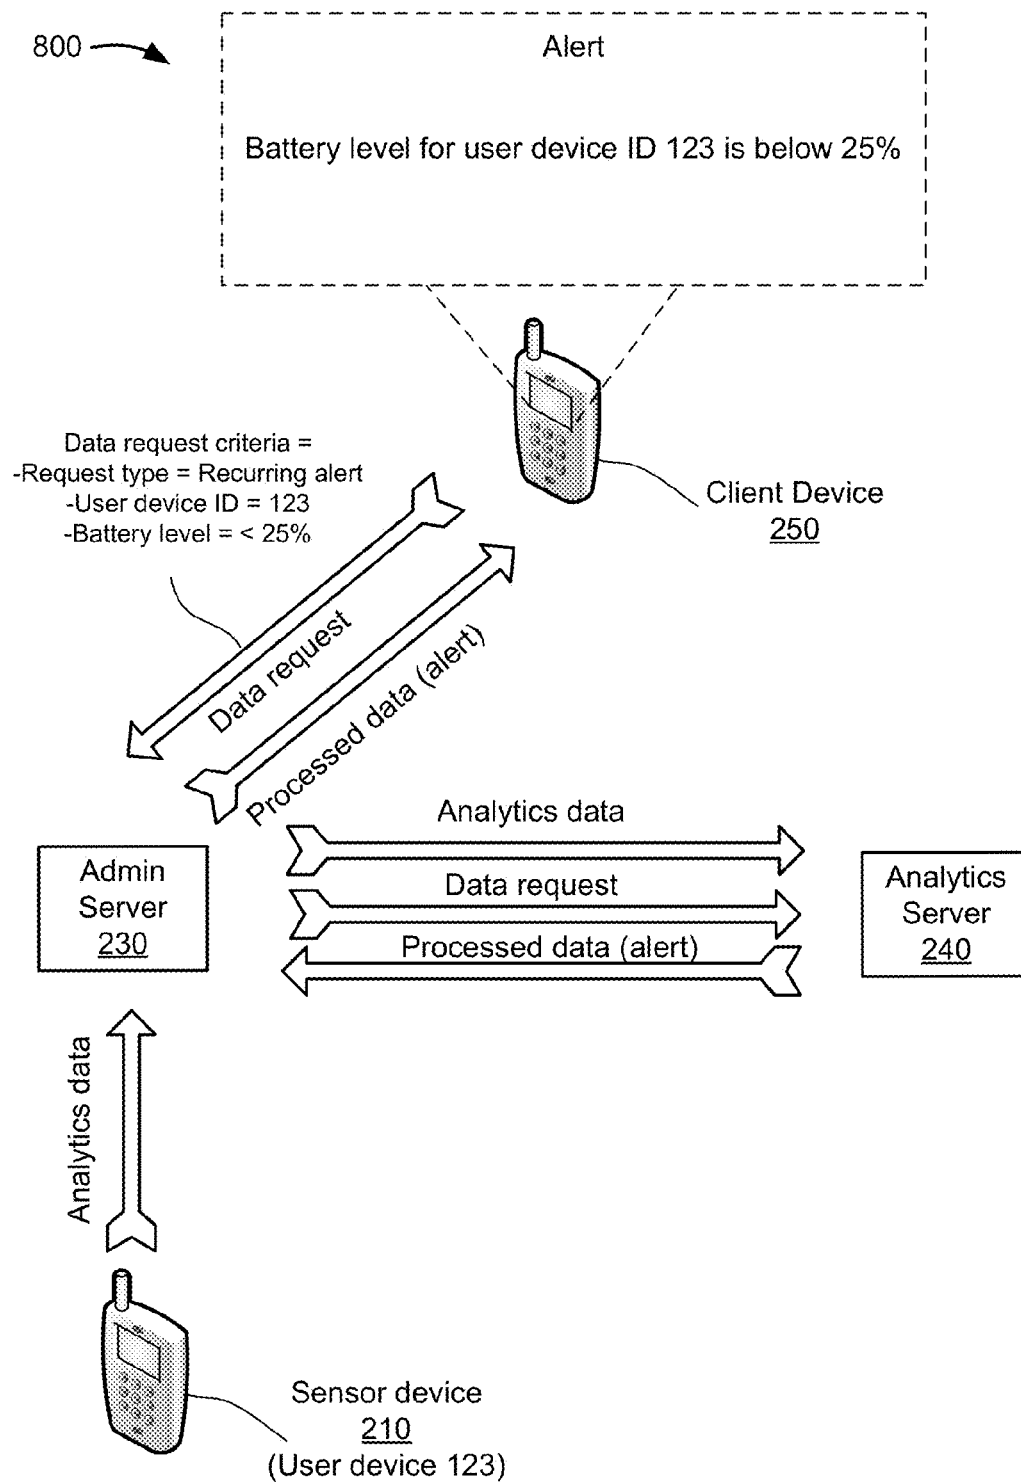 800
Alert
Battery level for user device ID 123 is below 25%
Data request criteria =
-Request type = Recurring alert
-User device ID = 123
-Battery level = < 25%
Client Device
250
Data request
Processed data (alert)
Analytics data
Data request
Processed data (alert)
Admin
Server
230
Analytics
Server
240
Analytics data
Sensor device
210
(User device 123)